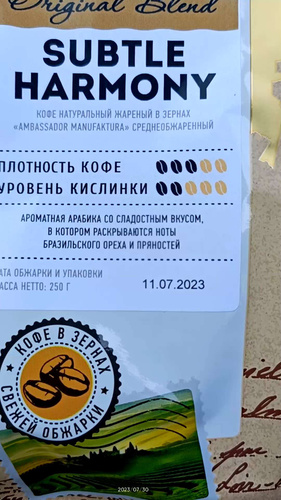 Original Blend
SUBTLE
HARMONY
КОФЕ НАТУРАЛЬНЫЙ ЖАРЕНЫЙ В ЗЕРНАХ
«AMBASSADOR MANUFAKTURA» СРЕДНЕОБЖАРЕННЫЙ
ПЛОТНОСТЬ КОФЕ
УРОВЕНЬ КИСЛИНКИ
АРОМАТНАЯ АРАБИКА СО СЛАДОСТНЫМ ВКУСОМ,
В КОТОРОМ РАСКРЫВАЮТСЯ НОТЫ
БРАЗИЛЬСКОГО ОРЕХА И ПРЯНОСТЕЙ
АТА ОБЖАРКИ И УПАКОВКИ
АССА НЕТТО: 250 Г
11.07.2023
КОФЕ В ЗЕРНАХ
СВЕЖЕЙ ОБЖАРКИ
2023/07/30